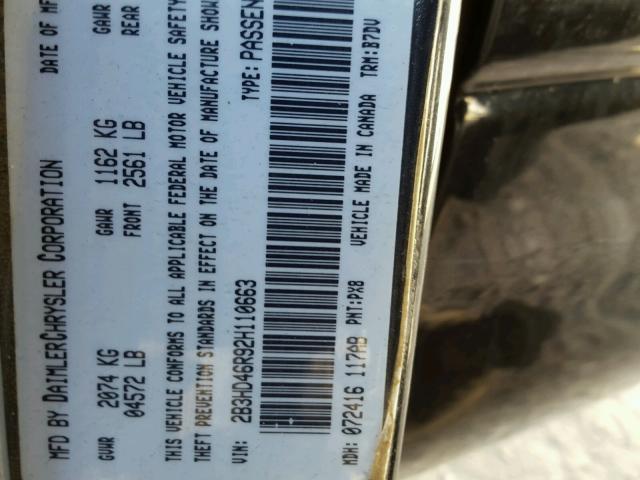 MFD BY DAIMLERCHRYSLER CORPORATION DATE OF MF
GVWR 2074 KG GAWR 1162 KG GAWR
04572 LB FRONT 2561 LB REAR
THIS VEHICLE CONFORMS TO ALL APPLICABLE FEDERAL MOTOR VEHICLE SAFETY
THEFT PREVENTION STANDARDS IN EFFECT ON THE DATE OF MANUFACTURE SHOW
VIN: 2B3HD46R92H110663 TYPE: PASSEN
MDH: 072416 117AB PNT:PX8 VEHICLE MADE IN CANADA TRM:B7DV